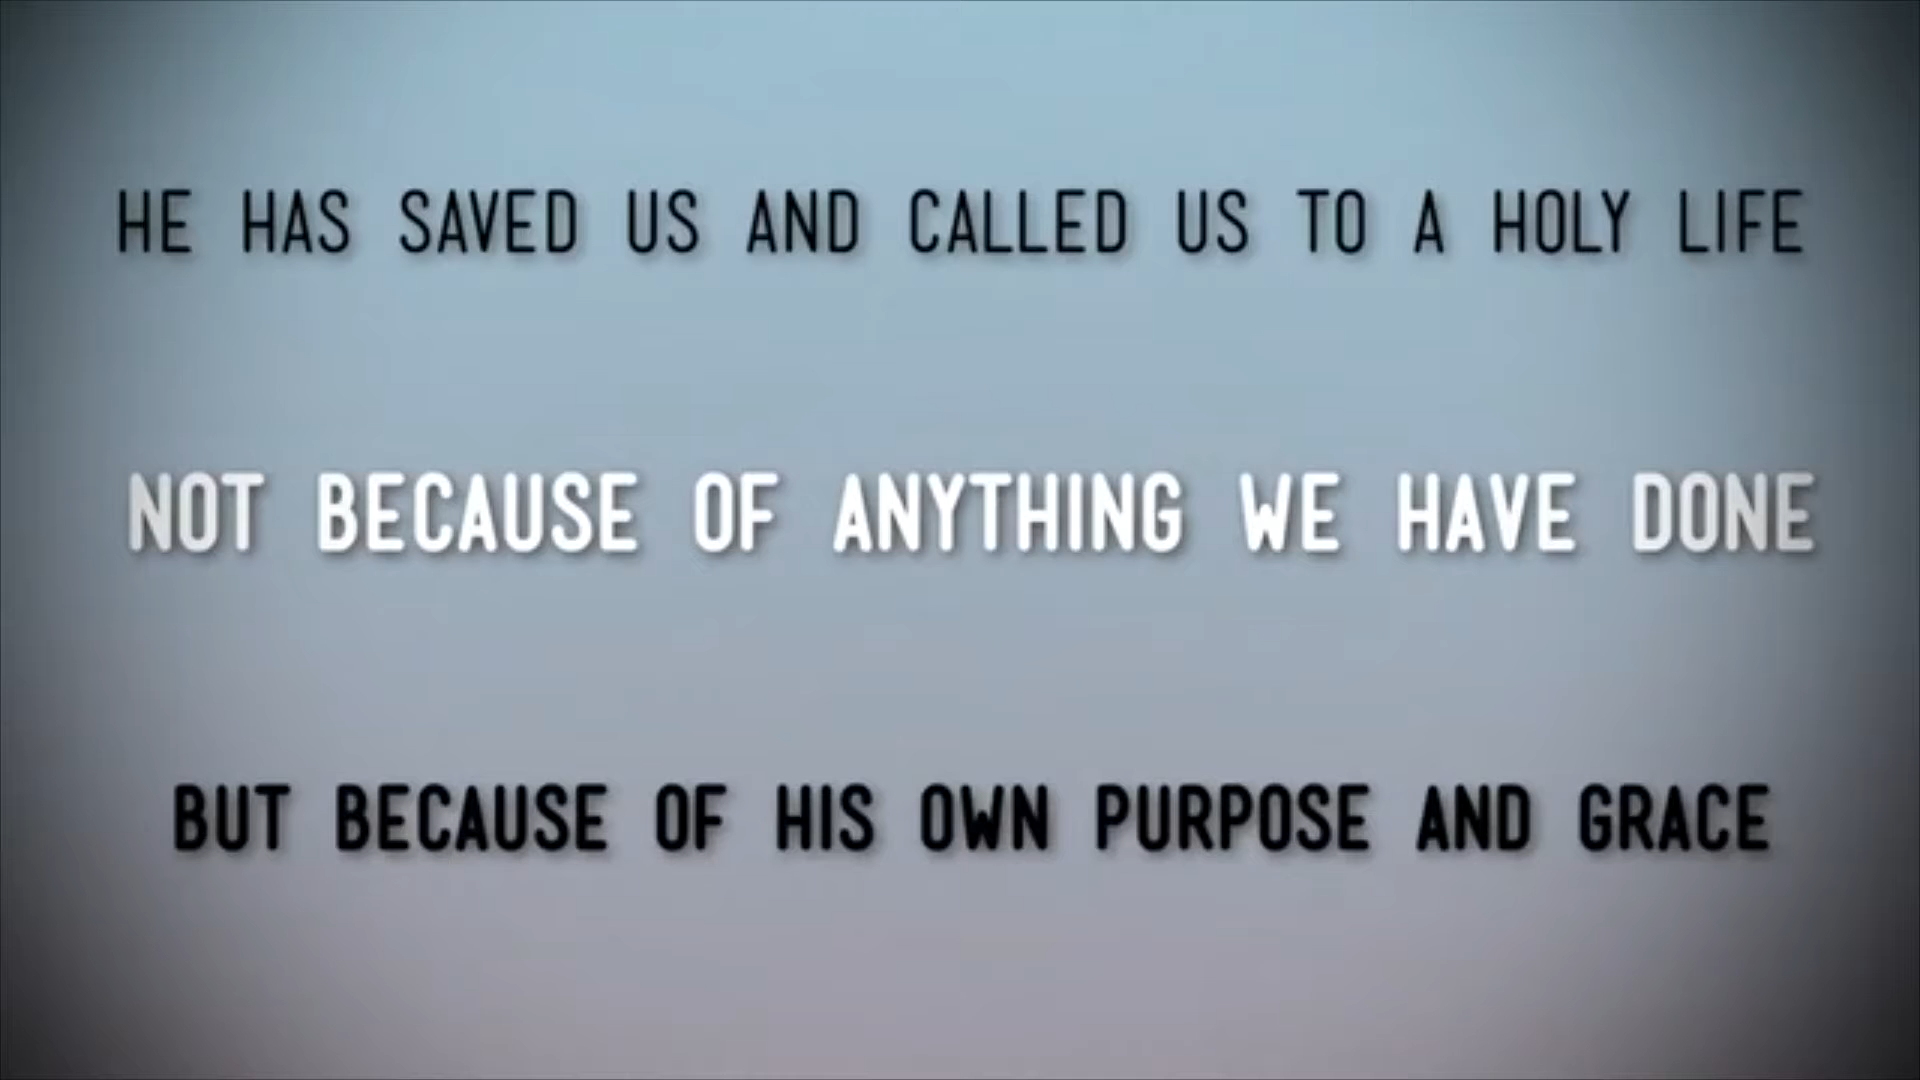 HE HAS SAVED US AND CALLED US TO A HOLY LIFE
NOT BECAUSE OF ANYTHING WE HAVE DONE
BUT BECAUSE OF HIS OWN PURPOSE AND GRACE